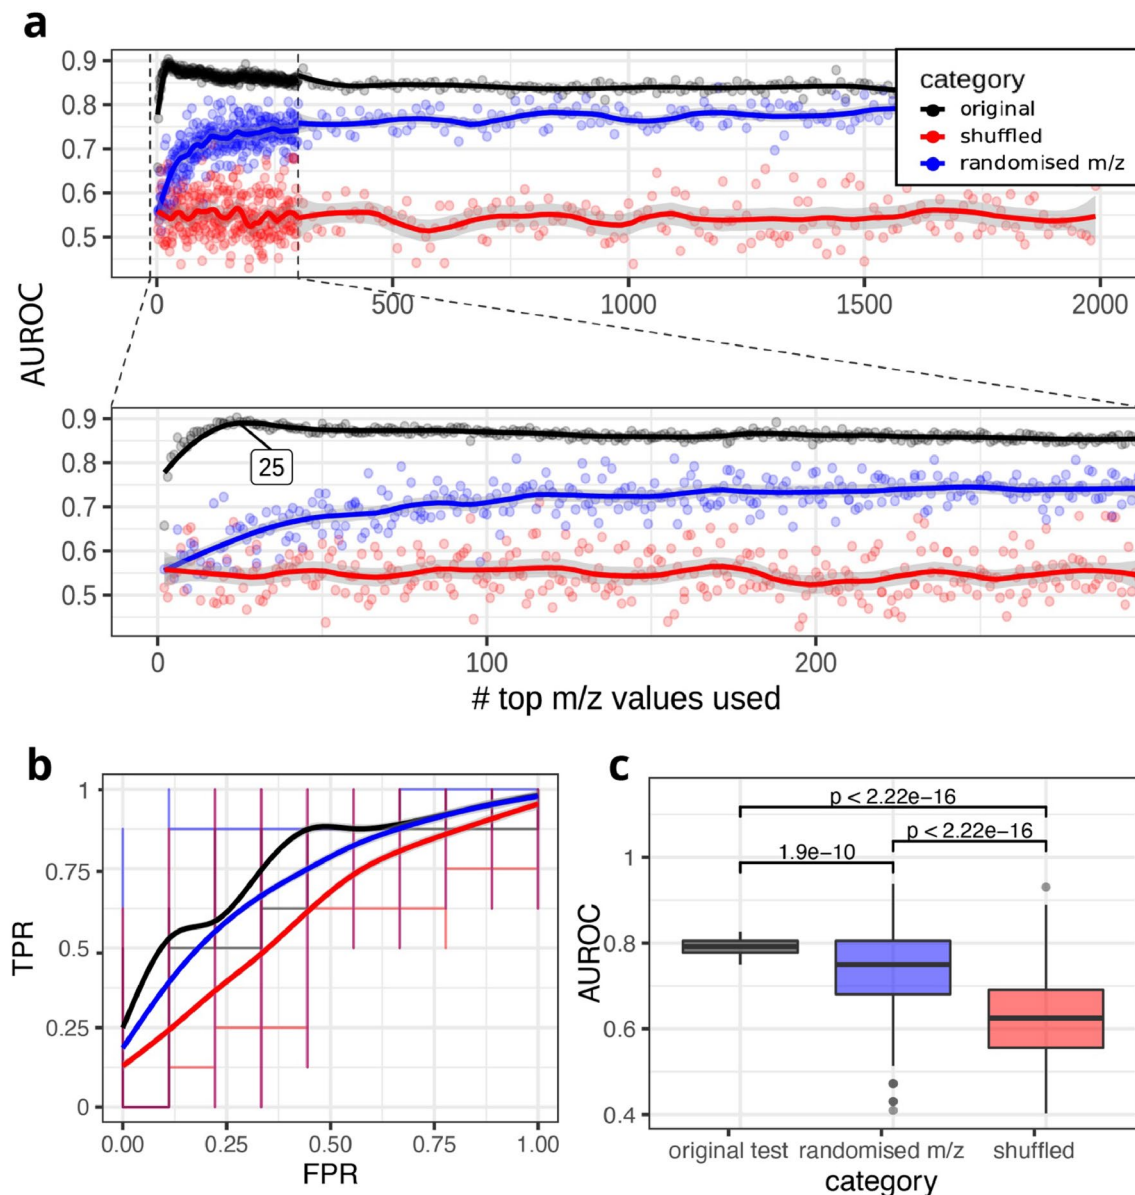 a
0.9
0.8
0.7
0.6
0.5
category
original
shuffled
randomised m/z
0 500 1000 1500 2000
AUROC
0.9
0.8
0.7
0.6
0.5
25
0 100 200
# top m/z values used
b
1
0.75
0.5
0.25
0
TPR
0.00 0.25 0.50 0.75 1.00
FPR
c
p < 2.22e−16
p < 2.22e−16
1.9e−10
1
0.8
0.6
0.4
AUROC
original test randomised m/z shuffled
category